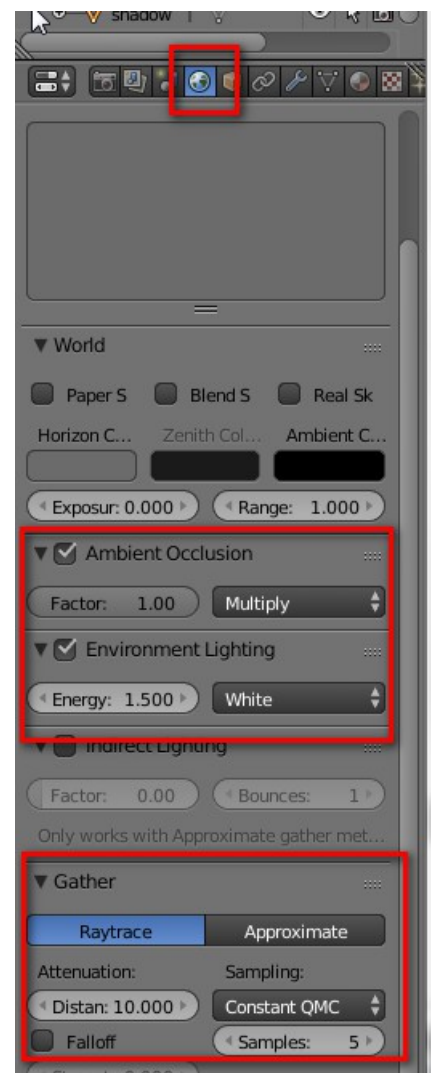 shadow
World
Paper S Blend S Real Sk
Horizon C... Zenith Col... Ambient C...
Exposur: 0.000 Range: 1.000
Ambient Occlusion
Factor: 1.00 Multiply
Environment Lighting
Energy: 1.500 White
Indirect Lighting
Factor: 0.00 Bounces: 1
Only works with Approximate gather met...
Gather
Raytrace Approximate
Attenuation: Sampling:
Distan: 10.000 Constant QMC
Falloff Samples: 5